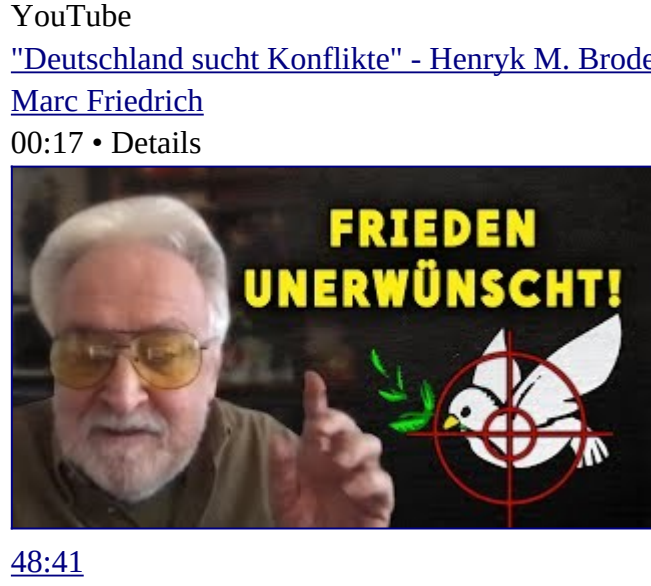 YouTube
"Deutschland sucht Konflikte" - Henryk M. Brode
Marc Friedrich
00:17 • Details
FRIEDEN
UNERWÜNSCHT!
48:41